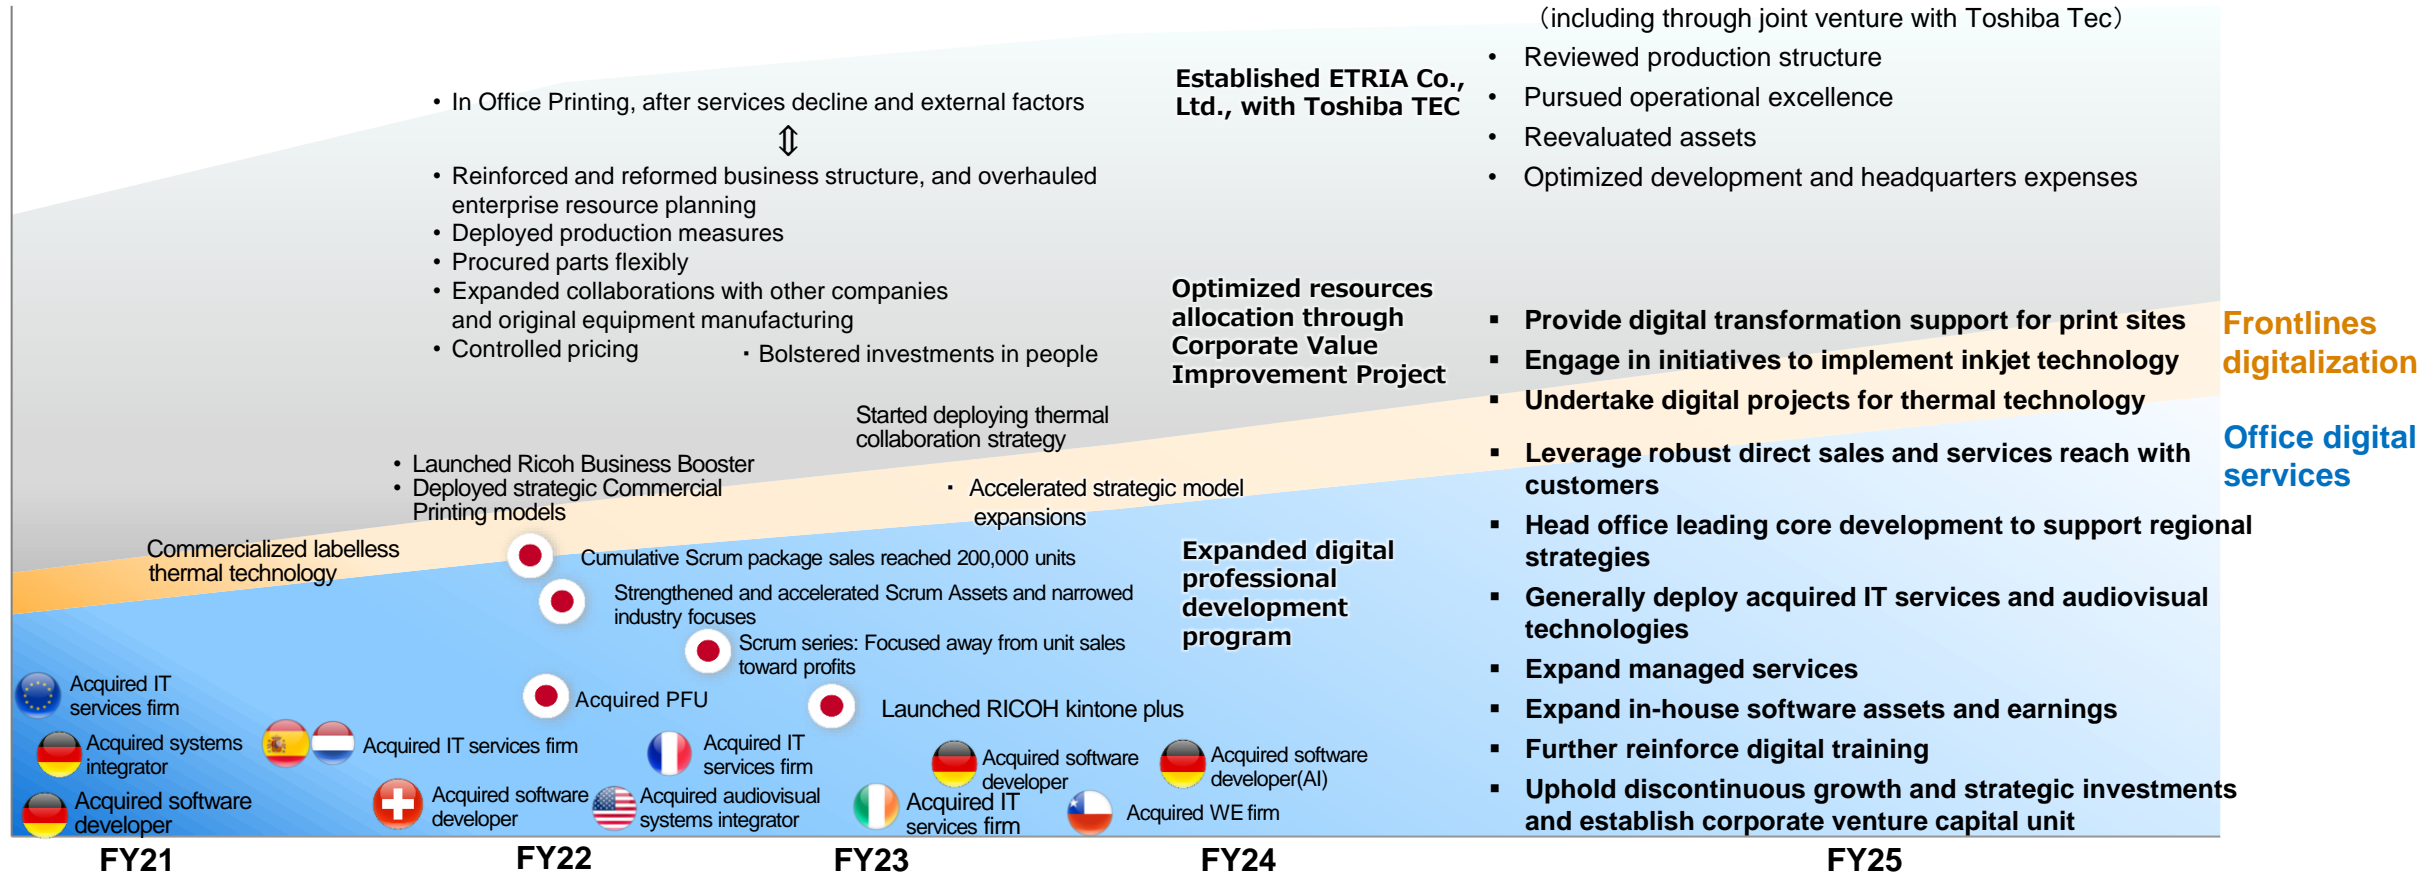 （including through joint venture with Toshiba Tec）
• Reviewed production structure
• Pursued operational excellence
• Reevaluated assets
• Optimized development and headquarters expenses
Established ETRIA Co.,
Ltd., with Toshiba TEC
• In Office Printing, after services decline and external factors
⇕
• Reinforced and reformed business structure, and overhauled
enterprise resource planning
• Deployed production measures
• Procured parts flexibly
• Expanded collaborations with other companies
and original equipment manufacturing
• Controlled pricing
・Bolstered investments in people
Optimized resources
allocation through
Corporate Value
Improvement Project
▪ Provide digital transformation support for print sites
▪ Engage in initiatives to implement inkjet technology
▪ Undertake digital projects for thermal technology
Frontlines
digitalization
Started deploying thermal
collaboration strategy
• Launched Ricoh Business Booster
• Deployed strategic Commercial
Printing models
・ Accelerated strategic model
expansions
Commercialized labelless
thermal technology
Office digital
services
▪ Leverage robust direct sales and services reach with
customers
▪ Head office leading core development to support regional
strategies
▪ Generally deploy acquired IT services and audiovisual
technologies
▪ Expand managed services
▪ Expand in-house software assets and earnings
▪ Further reinforce digital training
▪ Uphold discontinuous growth and strategic investments
and establish corporate venture capital unit
Cumulative Scrum package sales reached 200,000 units
Strengthened and accelerated Scrum Assets and narrowed
industry focuses
Scrum series: Focused away from unit sales
toward profits
Expanded digital
professional
development
program
Acquired IT
services firm
Acquired PFU
Launched RICOH kintone plus
Acquired systems
integrator
Acquired IT services firm
Acquired IT
services firm
Acquired software
developer
Acquired software
developer(AI)
Acquired software
developer
Acquired software
developer
Acquired audiovisual
systems integrator
Acquired IT
services firm
Acquired WE firm
FY21
FY22
FY23
FY24
FY25